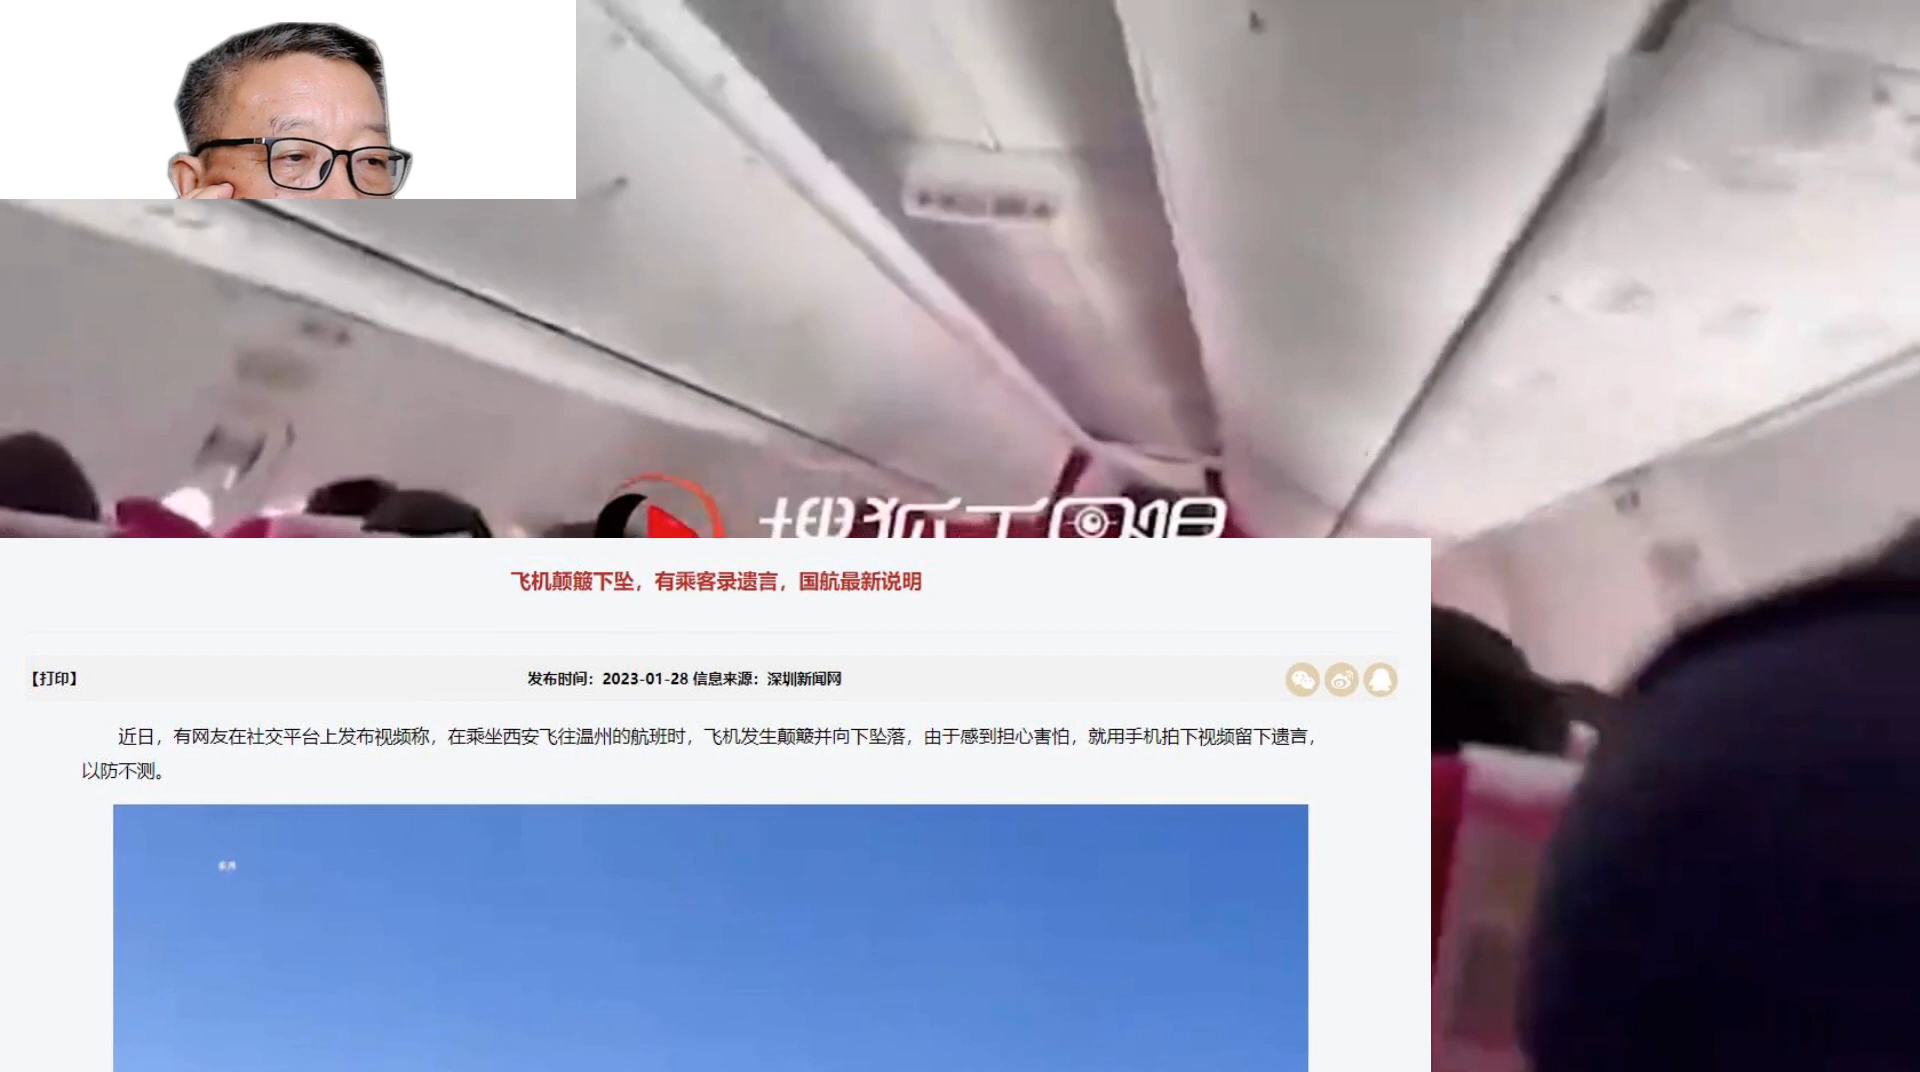 飞机颠簸下坠，有乘客录遗言，国航最新说明
【打印】
发布时间：2023-01-28 信息来源：深圳新闻网
近日，有网友在社交平台上发布视频称，在乘坐西安飞往温州的航班时，飞机发生颠簸并向下坠落，由于感到担心害怕，就用手机拍下视频留下遗言，
以防不测。